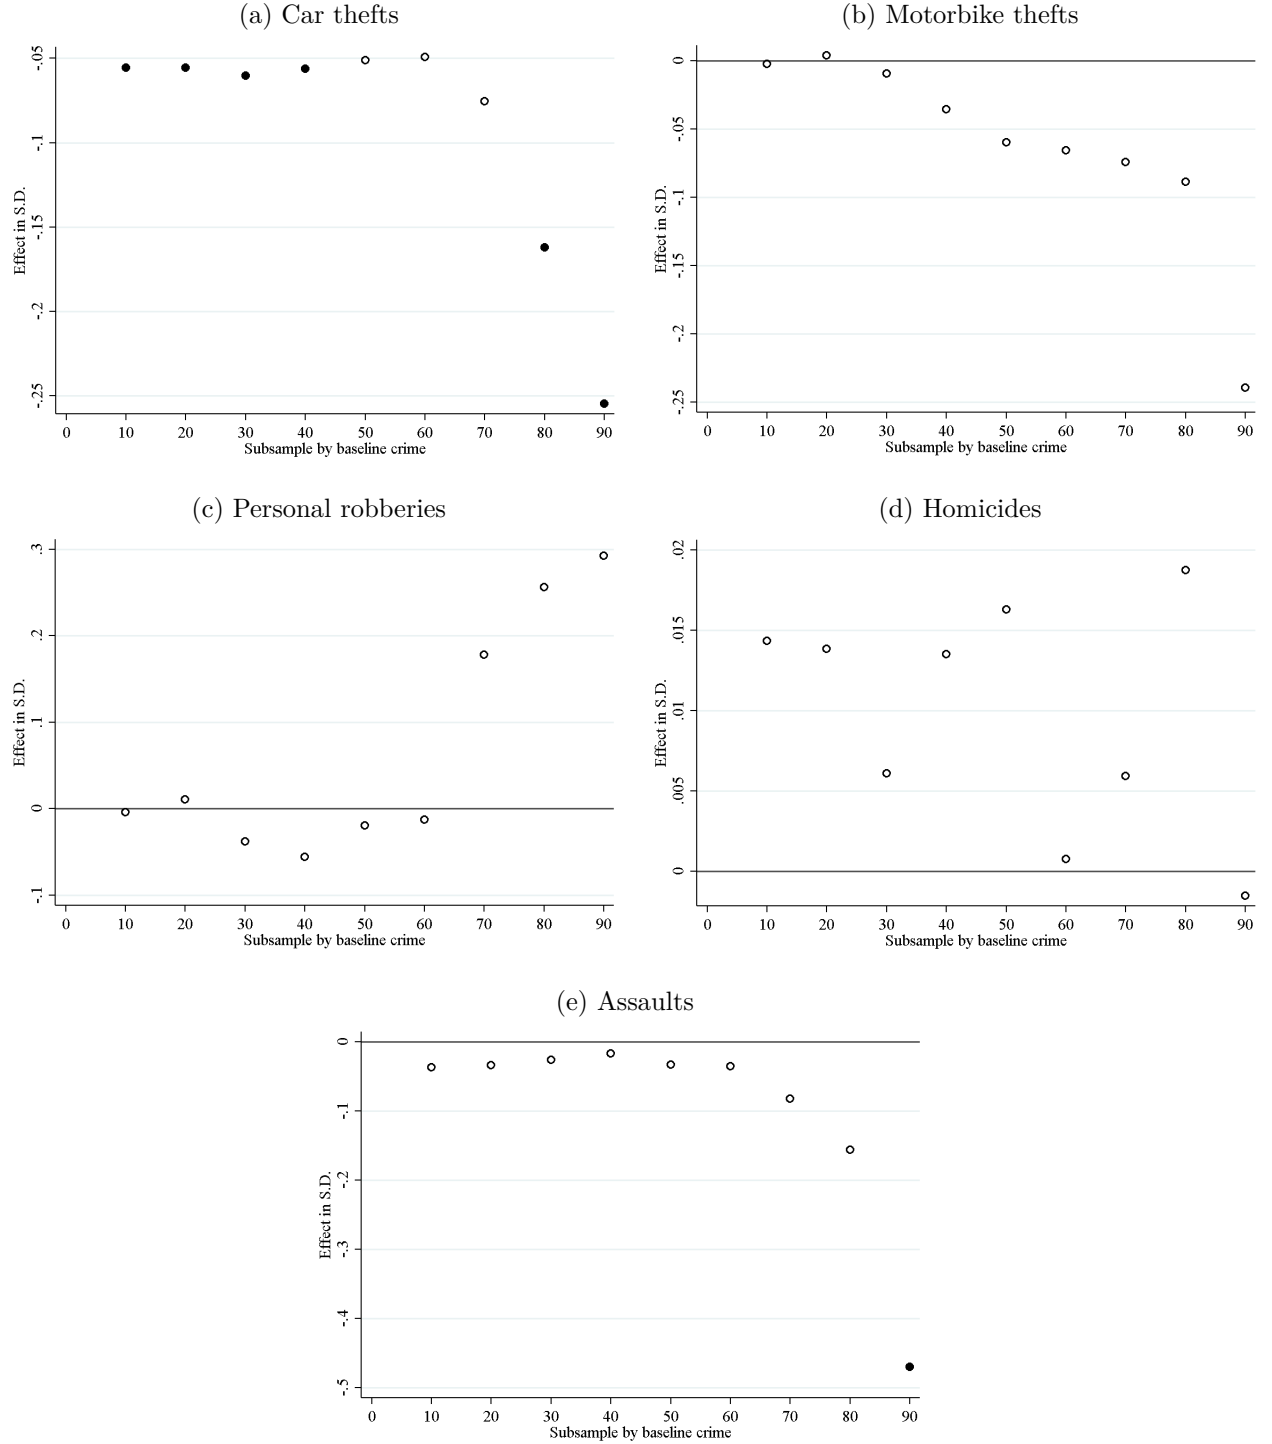 (a) Car thefts
Effect in S.D.
-.05
-.1
-.15
-.2
-.25
0 10 20 30 40 50 60 70 80 90
Subsample by baseline crime
(b) Motorbike thefts
Effect in S.D.
0
-.05
-.1
-.15
-.2
-.25
0 10 20 30 40 50 60 70 80 90
Subsample by baseline crime
(c) Personal robberies
Effect in S.D.
.3
.2
.1
0
-.1
0 10 20 30 40 50 60 70 80 90
Subsample by baseline crime
(d) Homicides
Effect in S.D.
.02
.015
.01
.005
0
0 10 20 30 40 50 60 70 80 90
Subsample by baseline crime
(e) Assaults
Effect in S.D.
0
-.1
-.2
-.3
-.4
-.5
0 10 20 30 40 50 60 70 80 90
Subsample by baseline crime